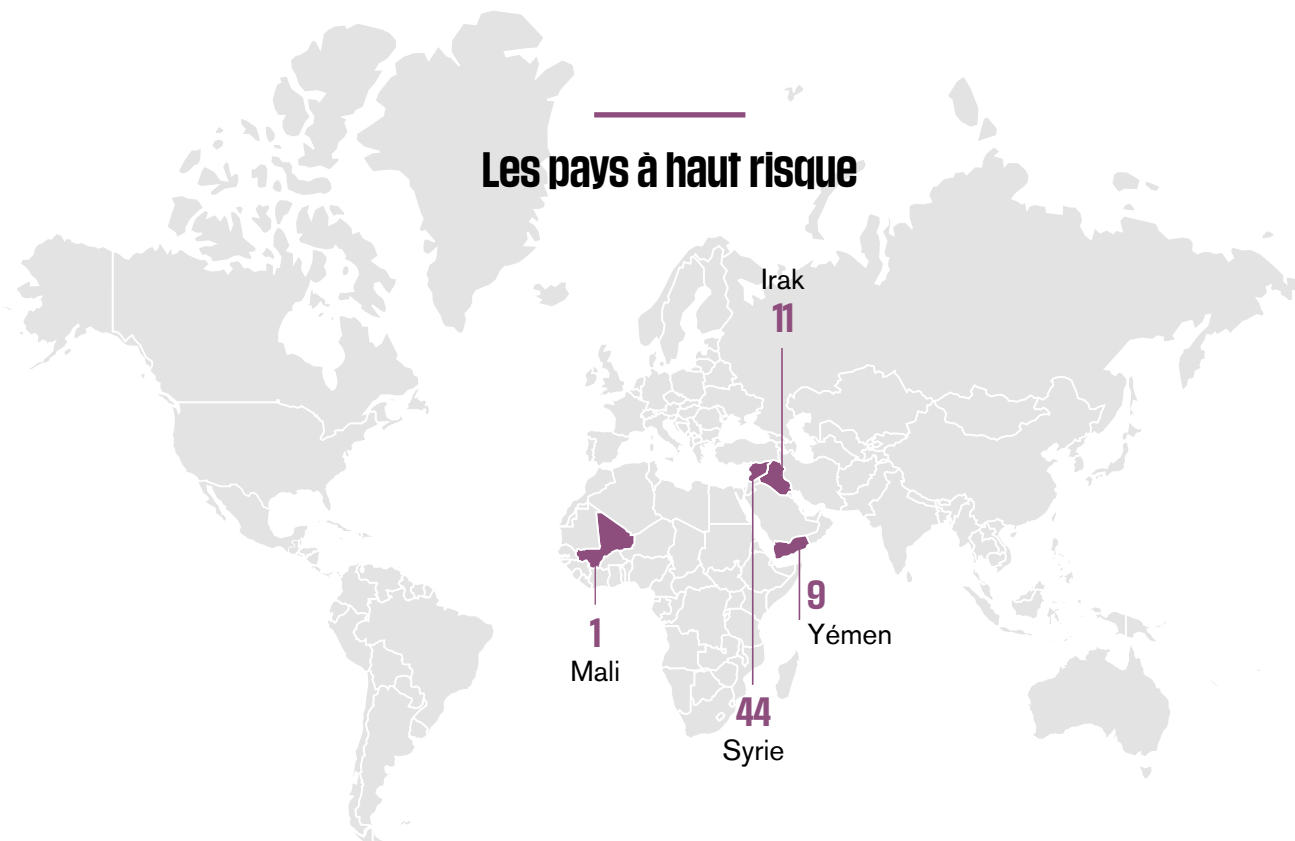 Les pays à haut risque
Irak
11
9
Yémen
1
Mali
44
Syrie